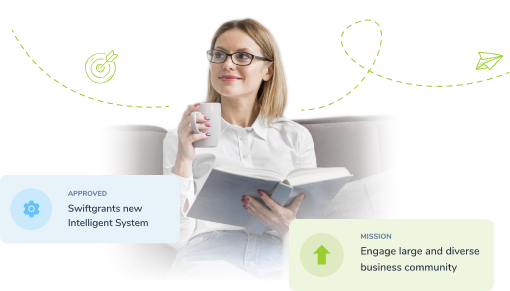 APPROVED
Swiftgrants new
Intelligent System
MISSION
Engage large and diverse
business community